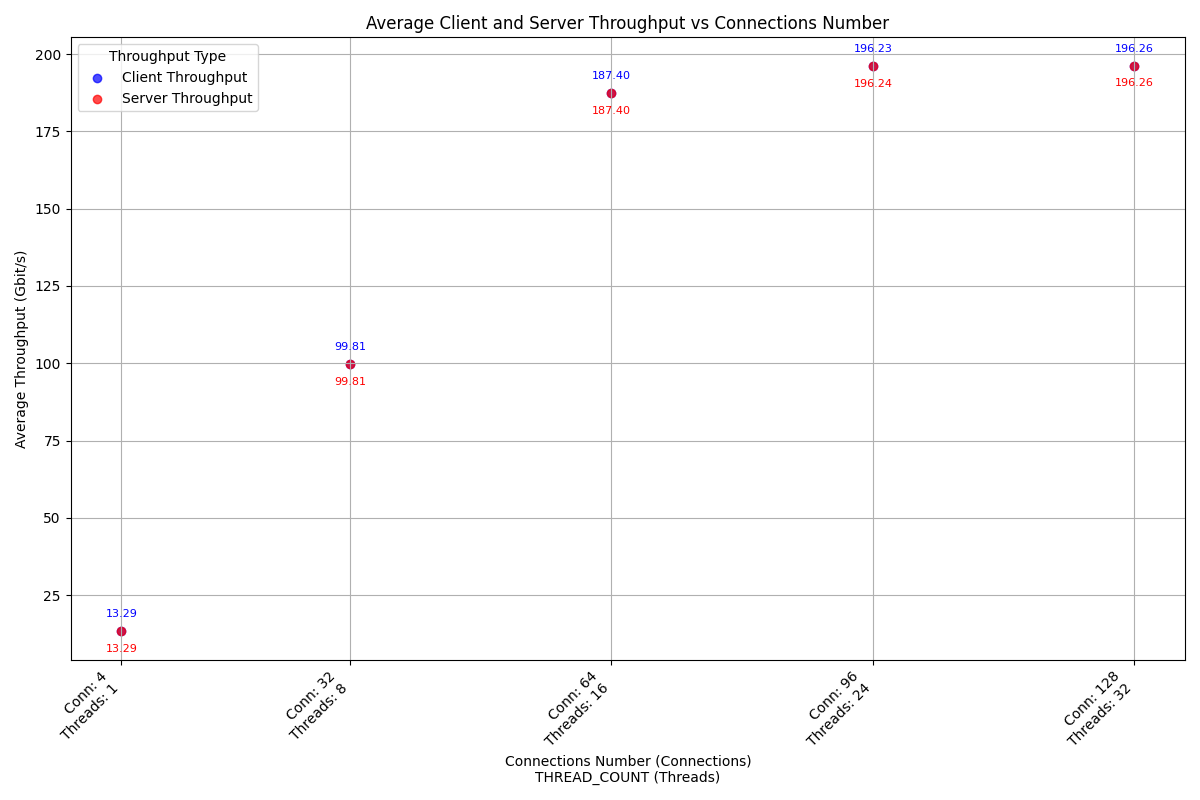 Average Client and Server Throughput vs Connections Number
Throughput Type
Client Throughput
Server Throughput
Average Throughput (Gbit/s)
200
175
150
125
100
75
50
25
13.29
13.29
99.81
99.81
187.40
187.40
196.23
196.24
196.26
196.26
Conn: 4
Threads: 1
Conn: 32
Threads: 8
Conn: 64
Threads: 16
Conn: 96
Threads: 24
Conn: 128
Threads: 32
Connections Number (Connections)
THREAD_COUNT (Threads)